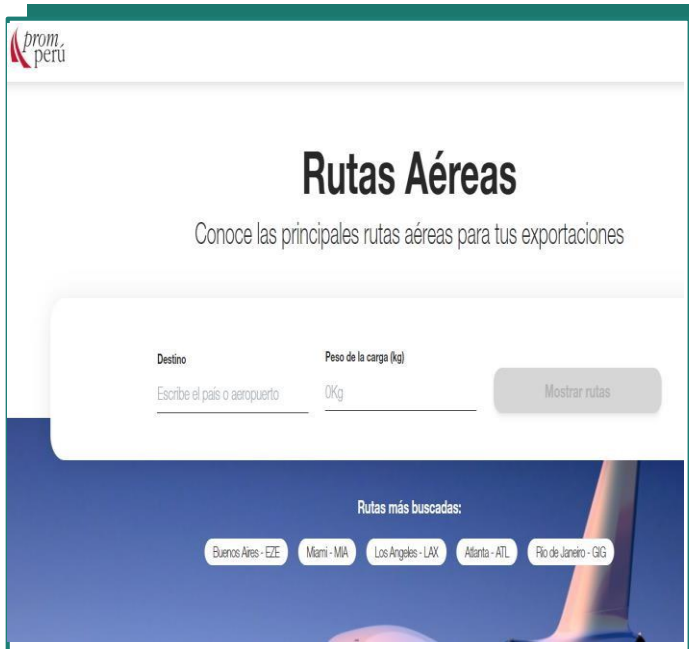 prom
perú
Rutas Aéreas
Conoce las principales rutas aéreas para tus exportaciones
Destino
Peso de la carga (kg)
Escribe el país o aeropuerto
0Kg
Mostrar rutas
Rutas más buscadas:
Buenos Aires - EZE
Miami - MIA
Los Angeles - LAX
Atlanta - ATL
Rio de Janeiro - GIG